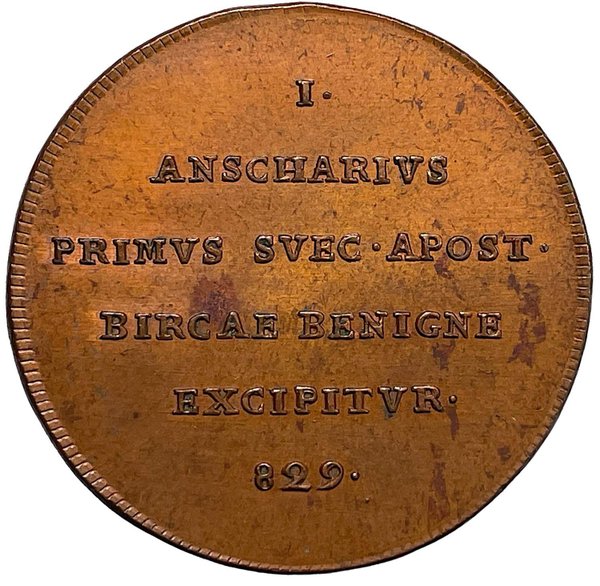 I·
ANSCHARIVS
PRIMVS SVEC·APOST·
BIRCAE BENIGNE
EXCIPITVR·
829·